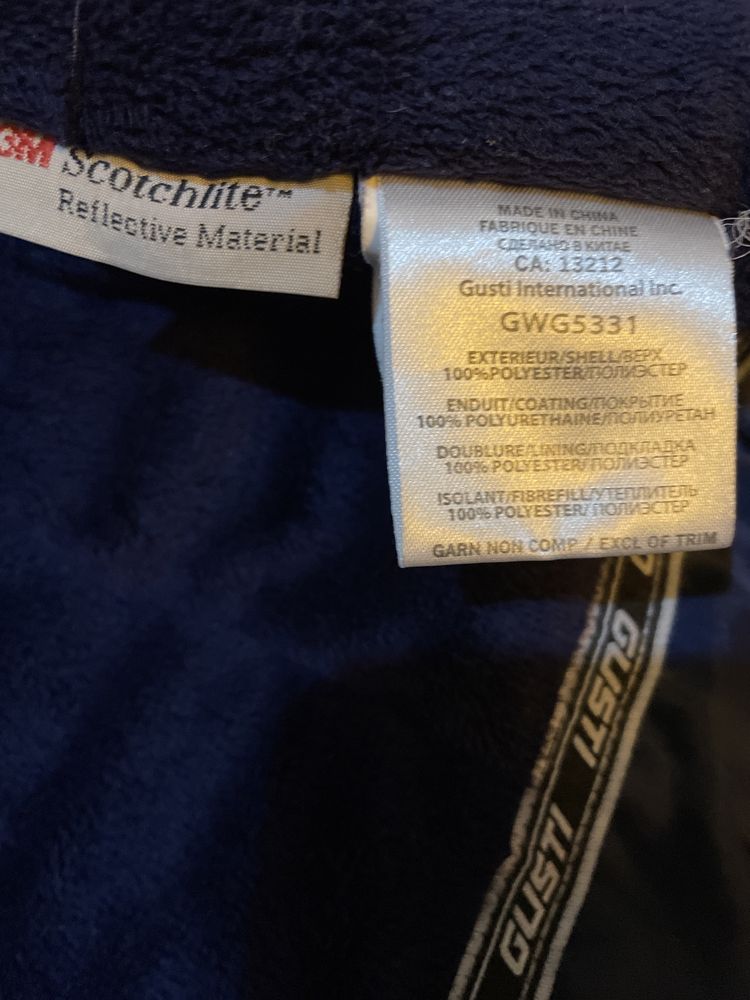 3M Scotchlite™
Reflective Material
MADE IN CHINA
FABRIQUE EN CHINE
СДЕЛАНО В КИТАЕ
CA: 13212
Gusti International Inc.
GWG5331
EXTERIEUR/SHELL/ВЕРХ
100%POLYESTER/ПОЛИЭСТЕР
ENDUIT/COATING/ПОКРЫТИЕ
100% POLYURETHAINE/ПОЛИУРЕТАН
DOUBLURE/LINING/ПОДКЛАДКА
100% POLYESTER/ПОЛИЭСТЕР
ISOLANT/FIBREFILL/УТЕПЛИТЕЛЬ
100% POLYESTER/ПОЛИЭСТЕР
GARN NON COMP / EXCL OF TRIM
GUSTI
GUSTI